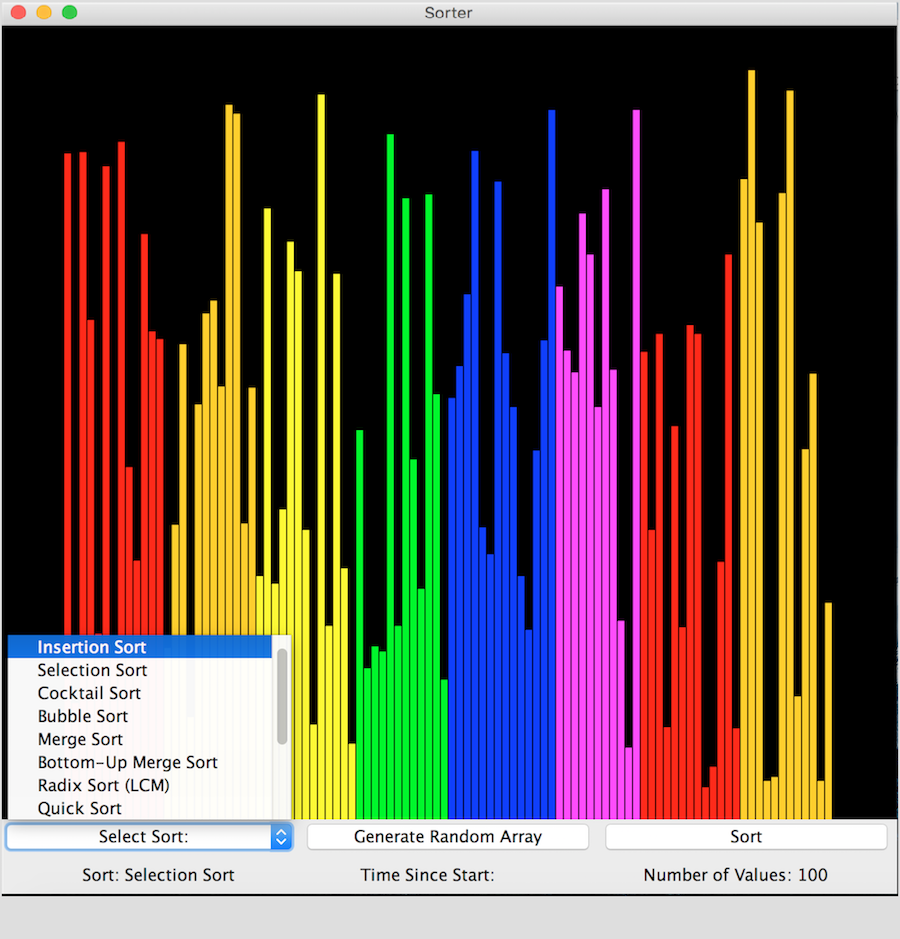 Sorter
Insertion Sort
Selection Sort
Cocktail Sort
Bubble Sort
Merge Sort
Bottom-Up Merge Sort
Radix Sort (LCM)
Quick Sort
Select Sort:
Generate Random Array
Sort
Sort: Selection Sort
Time Since Start:
Number of Values: 100